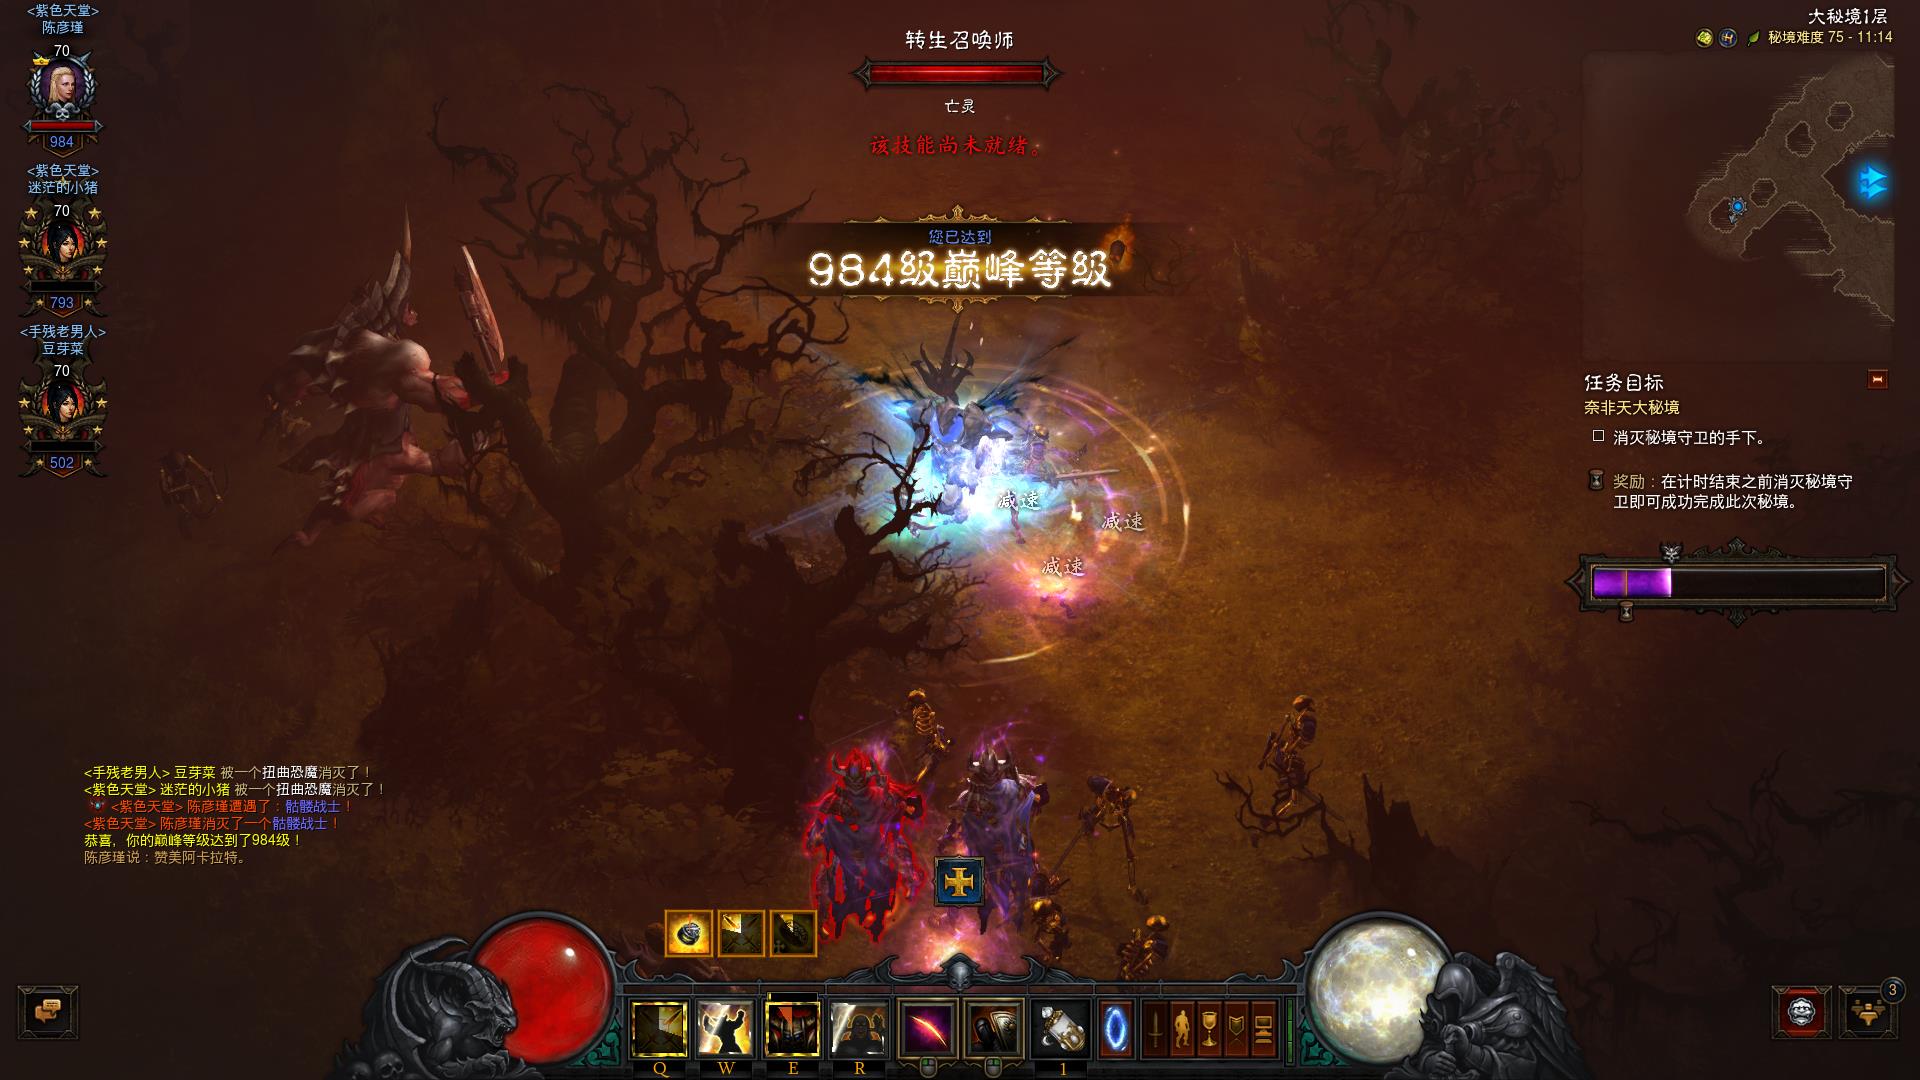 <紫色天堂>
陈彦瑾
70
984
<紫色天堂>
迷茫的小猪
70
793
<手残老男人>
豆芽菜
70
502
转生召唤师
亡灵
该技能尚未就绪。
您已达到
984级巅峰等级
减速
减速
减速
大秘境1层
秘境难度 75 - 11:14
任务目标
奈非天大秘境
消灭秘境守卫的手下。
奖励：在计时结束之前消灭秘境守
卫即可成功完成此次秘境。
<手残老男人> 豆芽菜 被一个扭曲恐魔消灭了！
<紫色天堂> 迷茫的小猪 被一个扭曲恐魔消灭了！
<紫色天堂> 陈彦瑾遭遇了：骷髅战士！
<紫色天堂> 陈彦瑾消灭了一个骷髅战士！
恭喜，你的巅峰等级达到了984级！
陈彦瑾说：赞美阿卡拉特。
Q W E R 1
3